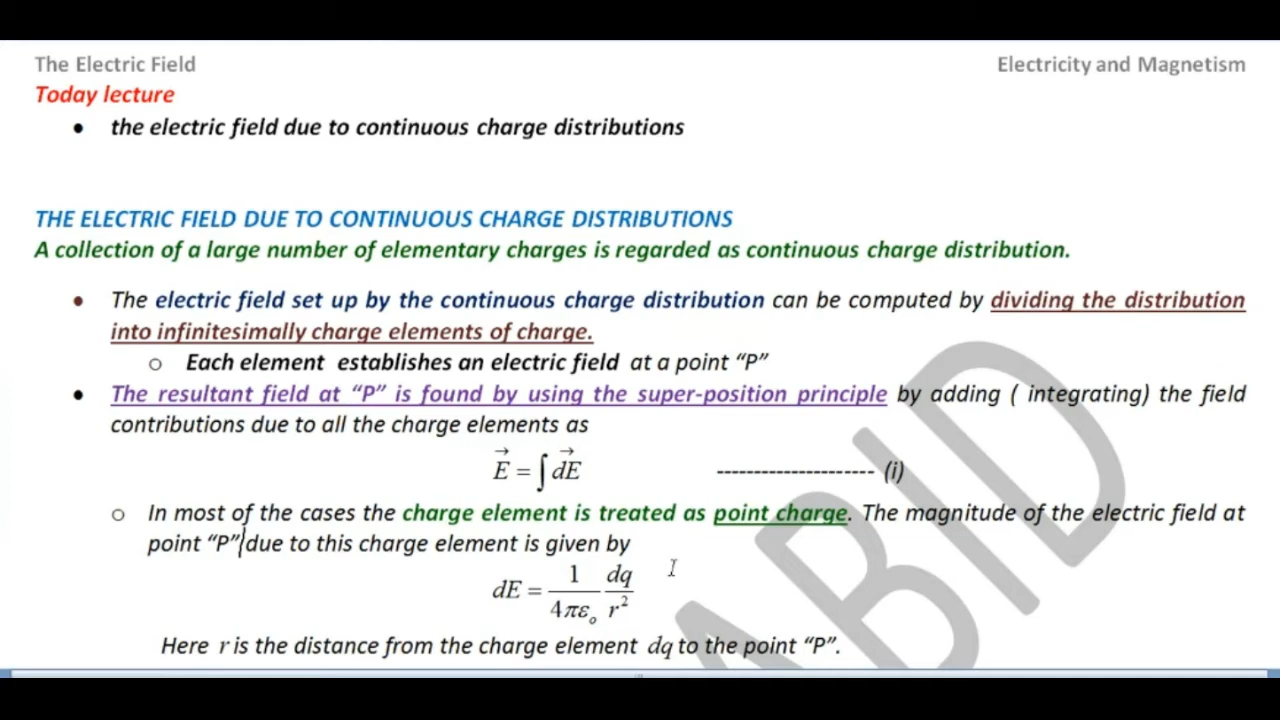 The Electric Field Electricity and Magnetism
Today lecture
• the electric field due to continuous charge distributions
THE ELECTRIC FIELD DUE TO CONTINUOUS CHARGE DISTRIBUTIONS
A collection of a large number of elementary charges is regarded as continuous charge distribution.
• The electric field set up by the continuous charge distribution can be computed by dividing the distribution
into infinitesimally charge elements of charge.
o Each element establishes an electric field at a point “P”
• The resultant field at “P” is found by using the super-position principle by adding ( integrating) the field
contributions due to all the charge elements as
E⃗ = ∫ dE⃗ --------------------- (i)
o In most of the cases the charge element is treated as point charge. The magnitude of the electric field at
point “P” due to this charge element is given by
dE = 1/(4πε₀) dq/r²
Here r is the distance from the charge element dq to the point “P”.
ABID